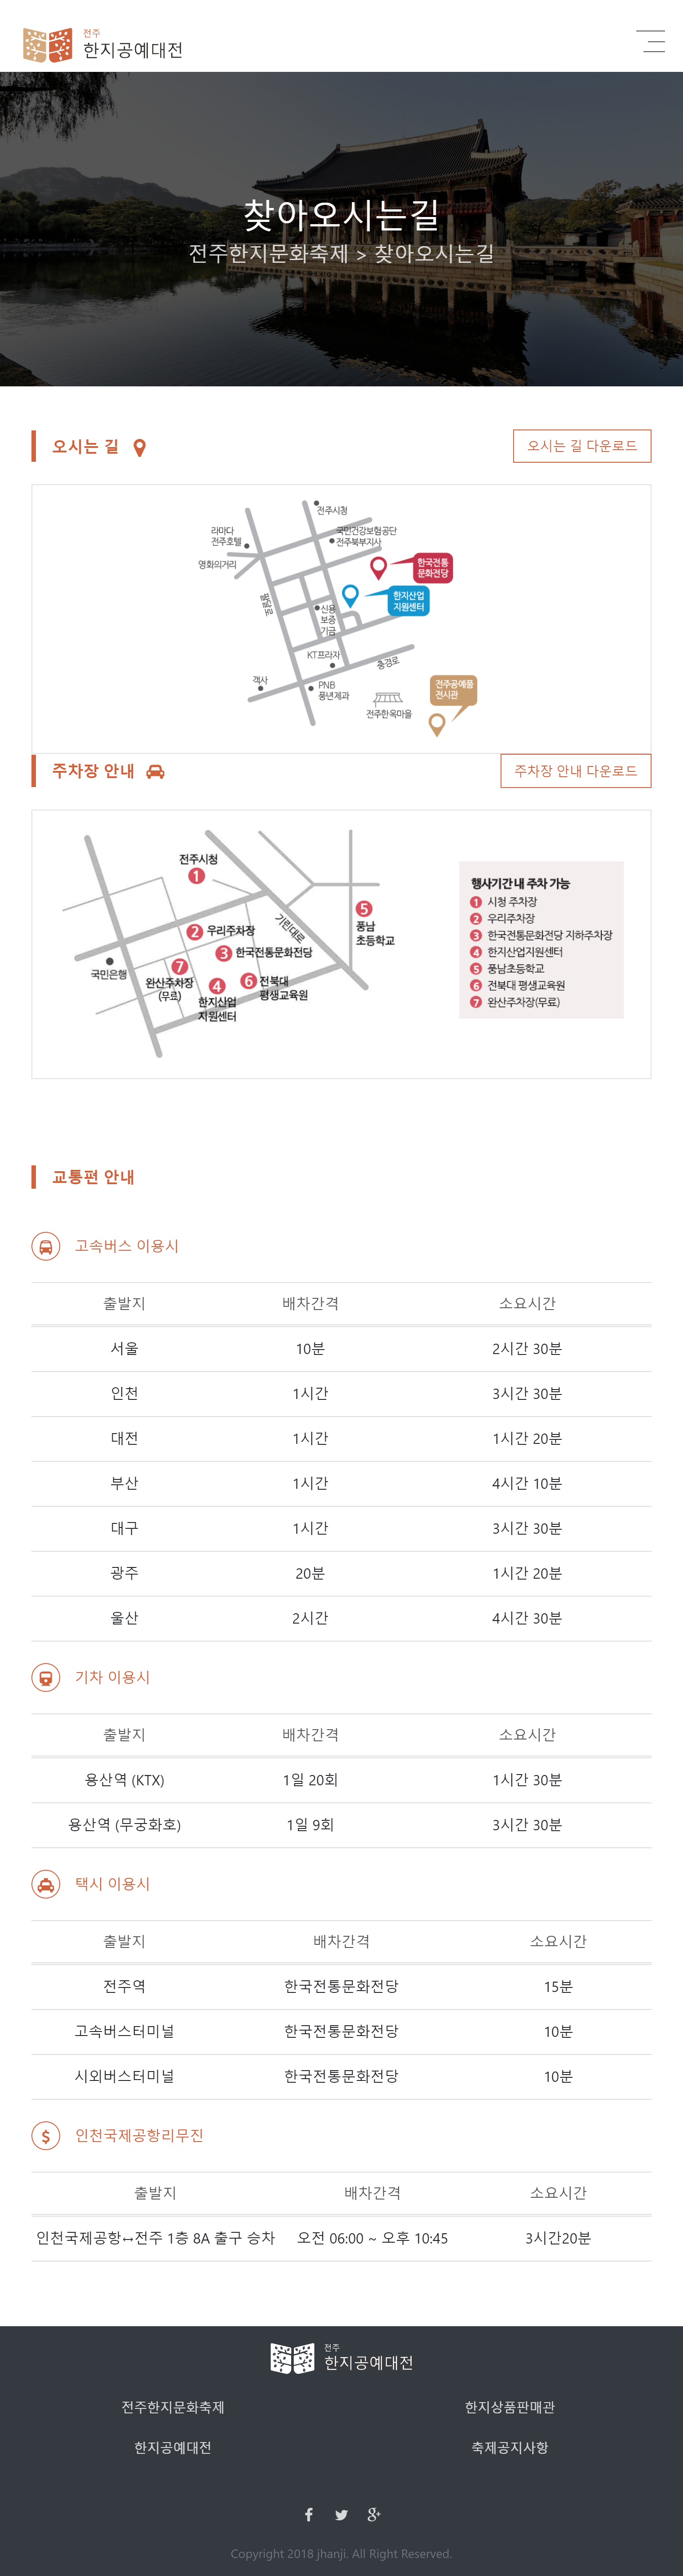 전주
한지공예대전
찾아오시는길
전주한지문화축제 > 찾아오시는길
오시는 길
오시는 길 다운로드
전주시청
라마다
전주호텔
국민건강보험공단
전주북부지사
영화의거리
한국전통
문화전당
한지산업
지원센터
팔달로
신용
보증
기금
KT프라자
충경로
객사
PNB
풍년제과
전주한옥마을
전주공예품
전시관
주차장 안내
주차장 안내 다운로드
전주시청
1
기린대로
5
풍남
초등학교
2 우리주차장
3 한국전통문화전당
국민은행
7
완산주차장
(무료)
4
한지산업
지원센터
6 전북대
평생교육원
행사기간 내 주차 가능
1 시청 주차장
2 우리주차장
3 한국전통문화전당 지하주차장
4 한지산업지원센터
5 풍남초등학교
6 전북대 평생교육원
7 완산주차장(무료)
교통편 안내
고속버스 이용시
출발지 배차간격 소요시간
서울 10분 2시간 30분
인천 1시간 3시간 30분
대전 1시간 1시간 20분
부산 1시간 4시간 10분
대구 1시간 3시간 30분
광주 20분 1시간 20분
울산 2시간 4시간 30분
기차 이용시
출발지 배차간격 소요시간
용산역 (KTX) 1일 20회 1시간 30분
용산역 (무궁화호) 1일 9회 3시간 30분
택시 이용시
출발지 배차간격 소요시간
전주역 한국전통문화전당 15분
고속버스터미널 한국전통문화전당 10분
시외버스터미널 한국전통문화전당 10분
$ 인천국제공항리무진
출발지 배차간격 소요시간
인천국제공항↔전주 1층 8A 출구 승차 오전 06:00 ~ 오후 10:45 3시간20분
전주
한지공예대전
전주한지문화축제 한지상품판매관
한지공예대전 축제공지사항
Copyright 2018 jhanji. All Right Reserved.